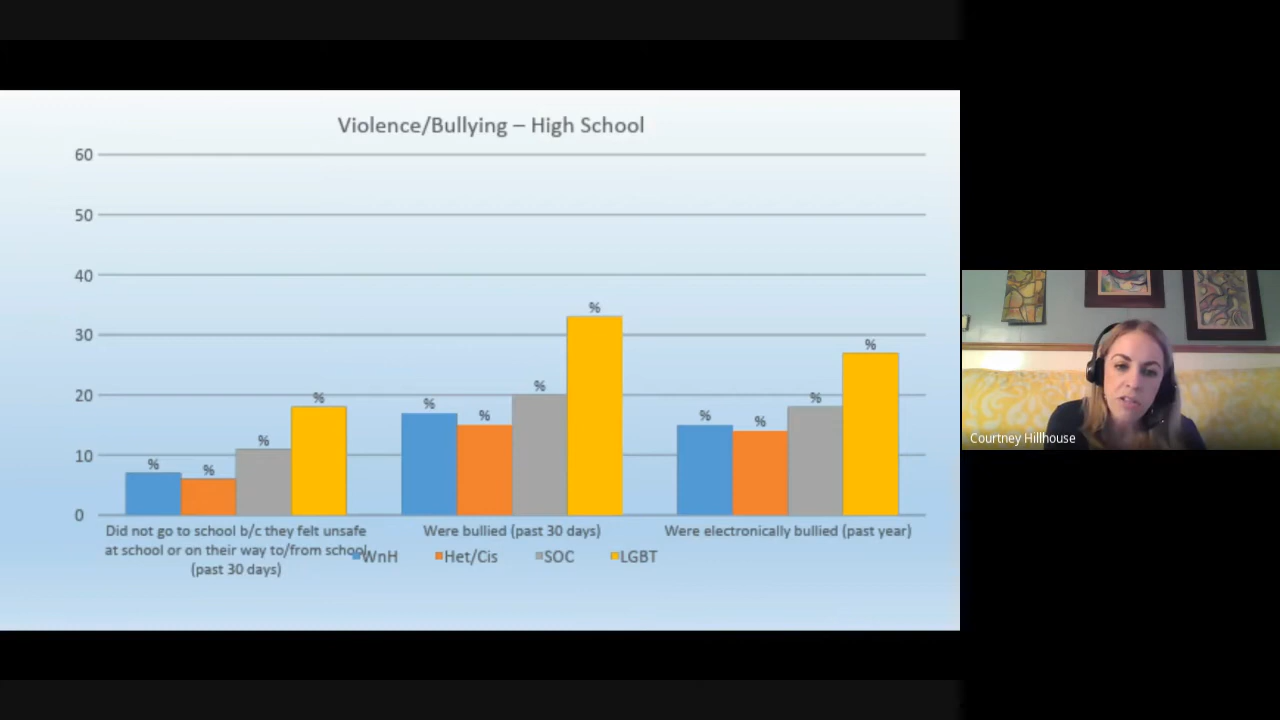 Violence/Bullying – High School
60
50
40
30
20
10
0
%
%
%
%
%
%
%
%
%
%
%
%
Did not go to school b/c they felt unsafe
at school or on their way to/from school
(past 30 days)
Were bullied (past 30 days)
Were electronically bullied (past year)
WnH
Het/Cis
SOC
LGBT
Courtney Hillhouse